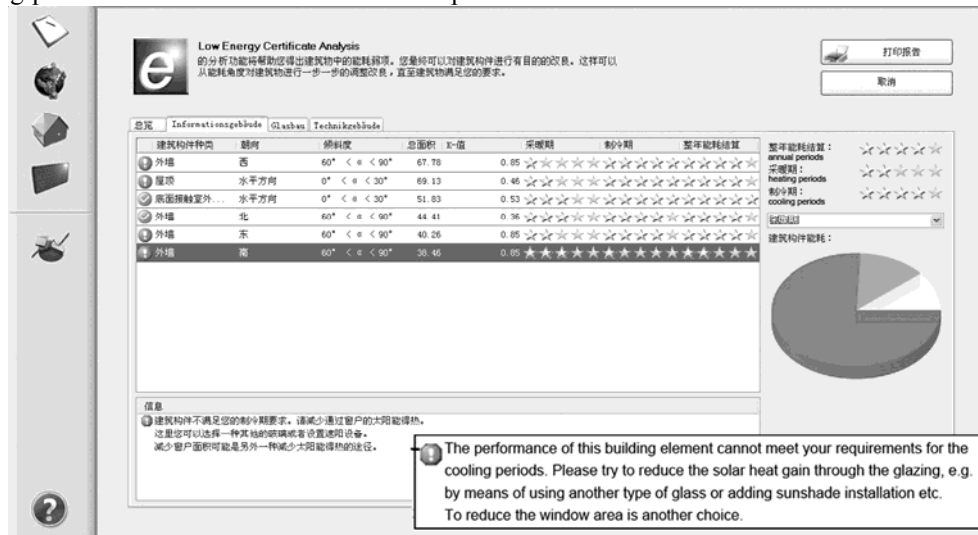 Low Energy Certificate Analysis
的分析功能将帮助您得出建筑物中的能耗弱项。您最终可以对建筑构件进行有目的的改良。这样可以
从能耗角度对建筑物进行一步一步的调整改良，直至建筑物满足您的要求。
打印报告
取消
总览 Informationsgebäude Glasbau Technikgebäude
建筑构件种类 朝向 倾斜度 总面积 K-值 采暖期 制冷期 整年能耗结算
外墙 西 60° < α < 90° 67.78 0.85
屋顶 水平方向 0° < α < 30° 69.13 0.46
底面接触室外... 水平方向 0° < α < 30° 51.83 0.53
外墙 北 60° < α < 90° 44.41 0.36
外墙 东 60° < α < 90° 40.26 0.85
外墙 南 60° < α < 90° 38.46 0.85
整年能耗结算：
annual periods
采暖期：
heating periods
制冷期：
cooling periods
建筑构件能耗：
信息
建筑构件不满足您的制冷期要求。请减少通过窗户的太阳能得热。
这里您可以选择一种其他的玻璃或者设置遮阳设备。
减少窗户面积可能是另外一种减少太阳能得热的途径。
The performance of this building element cannot meet your requirements for the
cooling periods. Please try to reduce the solar heat gain through the glazing, e.g.
by means of using another type of glass or adding sunshade installation etc.
To reduce the window area is another choice.